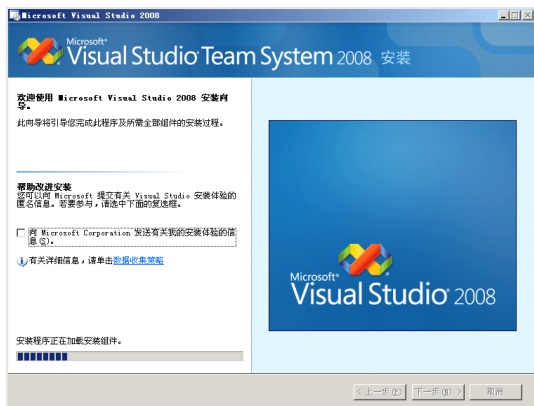 Microsoft Visual Studio 2008
Microsoft®
Visual Studio Team System 2008 安装
欢迎使用 Microsoft Visual Studio 2008 安装向
导。
此向导将引导您完成此程序及所需全部组件的安装过程。
帮助改进安装
您可以向 Microsoft 提交有关 Visual Studio 安装体验的
匿名信息。若要参与，请选中下面的复选框。
向 Microsoft Corporation 发送有关我的安装体验的信
息(S)。
有关详细信息，请单击数据收集策略
Microsoft®
Visual Studio 2008
安装程序正在加载安装组件。
< 上一步(P)
下一步(N) >
取消